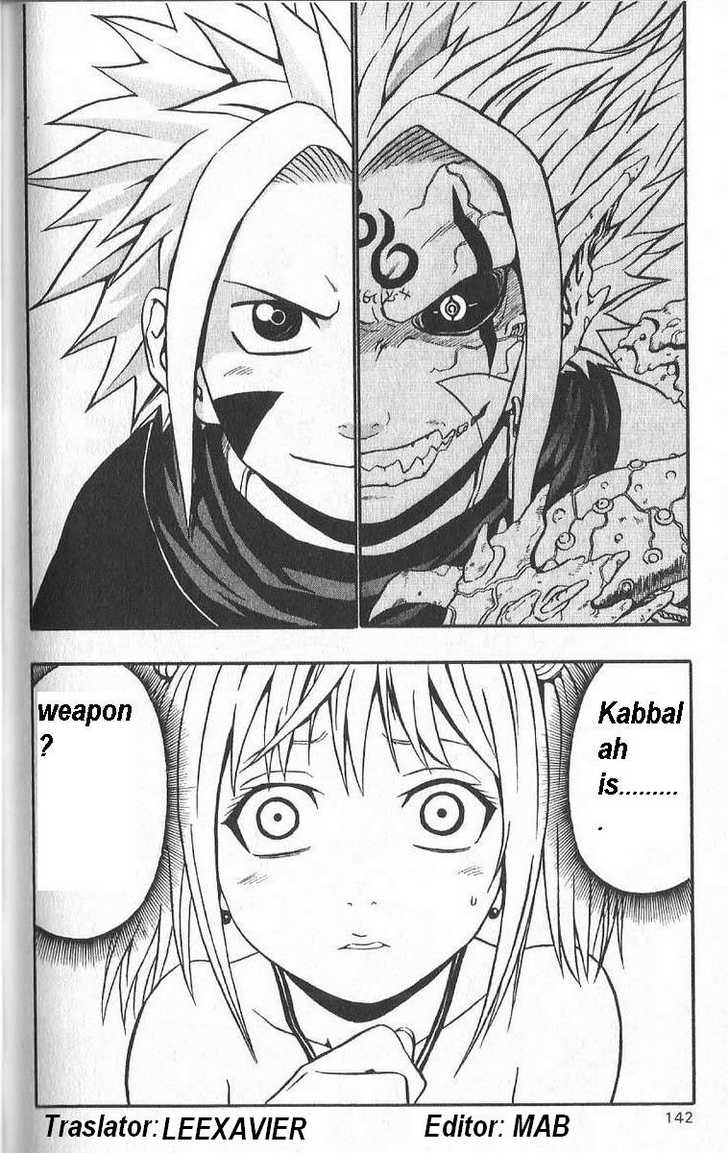 Kabbal
ah
is.........
.
weapon
?
142
Traslator: LEEXAVIER
Editor: MAB